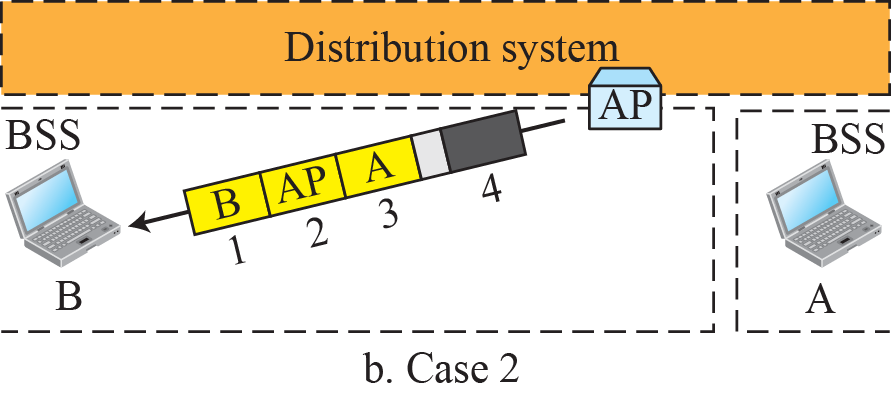 Distribution system
AP
BSS
BSS
B AP A
1 2 3 4
B
A
b. Case 2